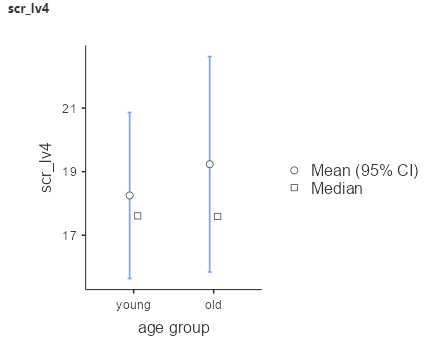 scr_lv4
21
19
17
scr_lv4
young old
age group
Mean (95% CI)
Median